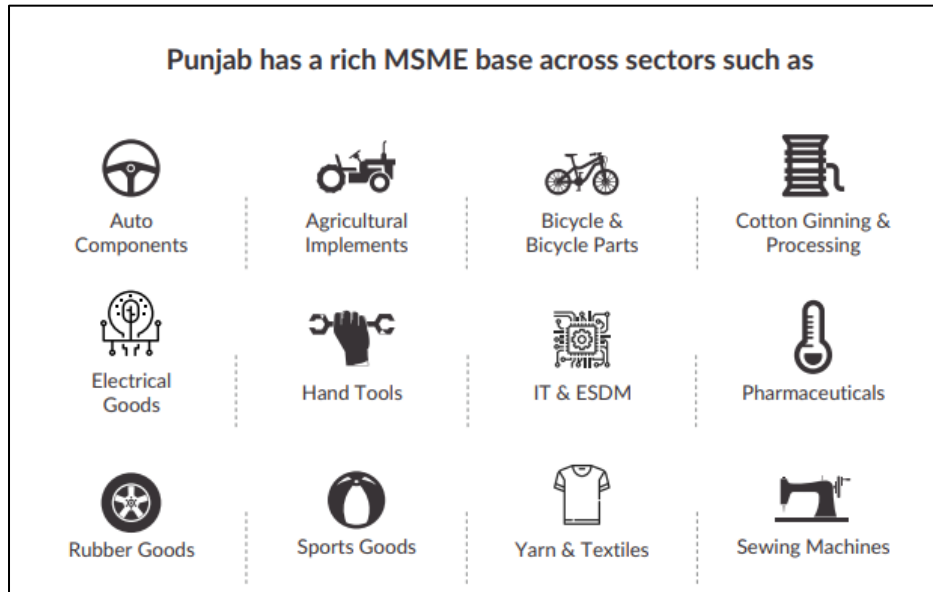 Punjab has a rich MSME base across sectors such as
Auto
Components
Agricultural
Implements
Bicycle &
Bicycle Parts
Cotton Ginning &
Processing
Electrical
Goods
Hand Tools
IT & ESDM
Pharmaceuticals
Rubber Goods
Sports Goods
Yarn & Textiles
Sewing Machines